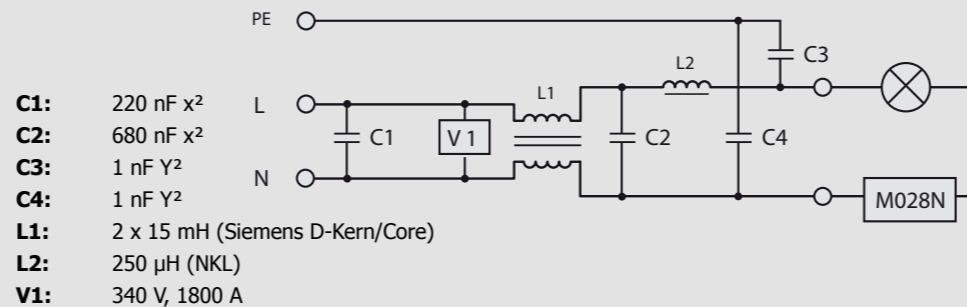 PE
C3
L2
L1
C1: 220 nF x²
L
C1
V 1
C2
C4
C2: 680 nF x²
C3: 1 nF Y²
N
C4: 1 nF Y²
M028N
L1: 2 x 15 mH (Siemens D-Kern/Core)
L2: 250 µH (NKL)
V1: 340 V, 1800 A